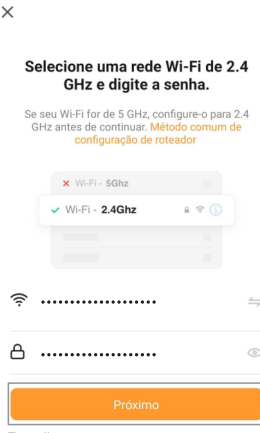 Selecione uma rede Wi-Fi de 2.4
GHz e digite a senha.
Se seu Wi-Fi for de 5 GHz, configure-o para 2.4
GHz antes de continuar. Método comum de
configuração de roteador
Wi-Fi - 5Ghz
Wi-Fi - 2.4Ghz
Próximo